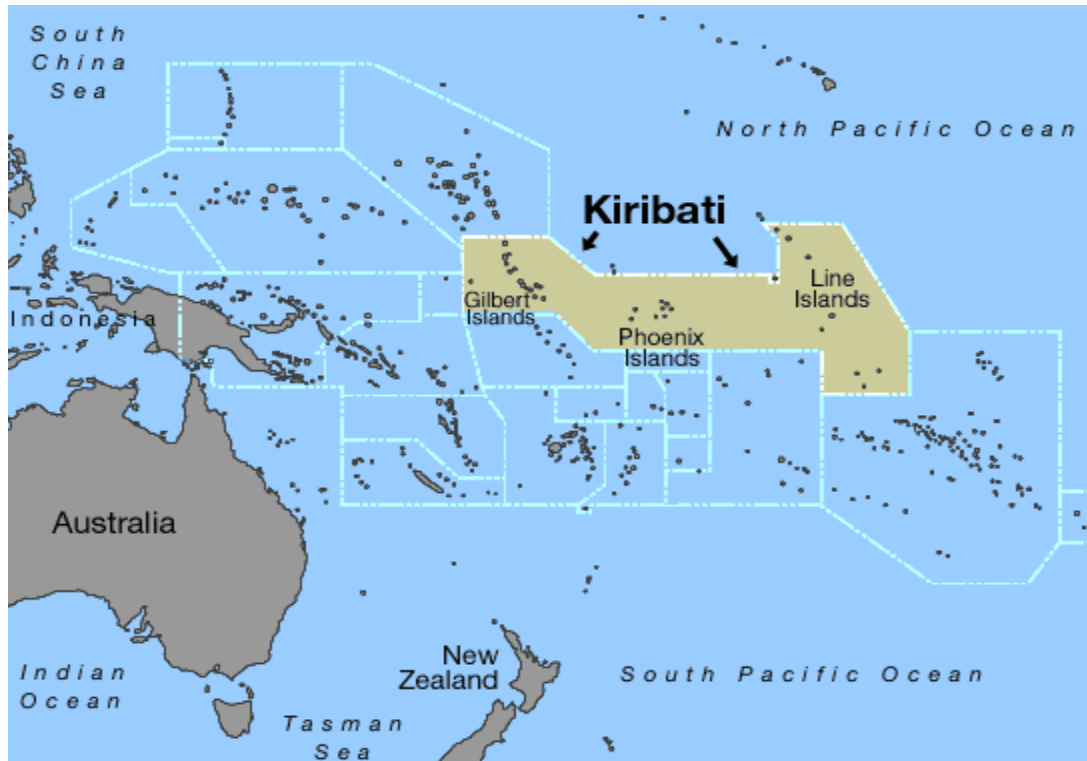 South
China
Sea
North Pacific Ocean
Kiribati
Line
Islands
Gilbert
Islands
Indonesia
Phoenix
Islands
Australia
New
Zealand
Indian
Ocean
South Pacific Ocean
Tasman
Sea